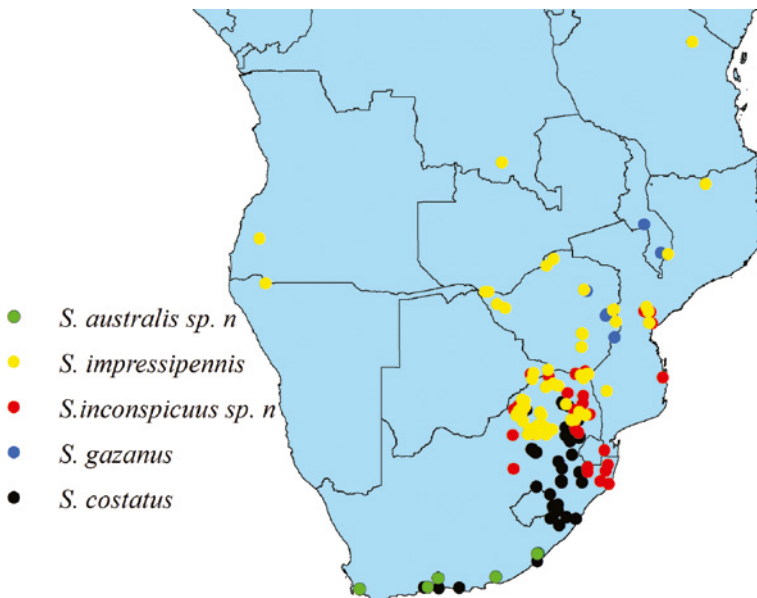 S. australis sp. n
S. impressipennis
S.inconspicuus sp. n
S. gazanus
S. costatus